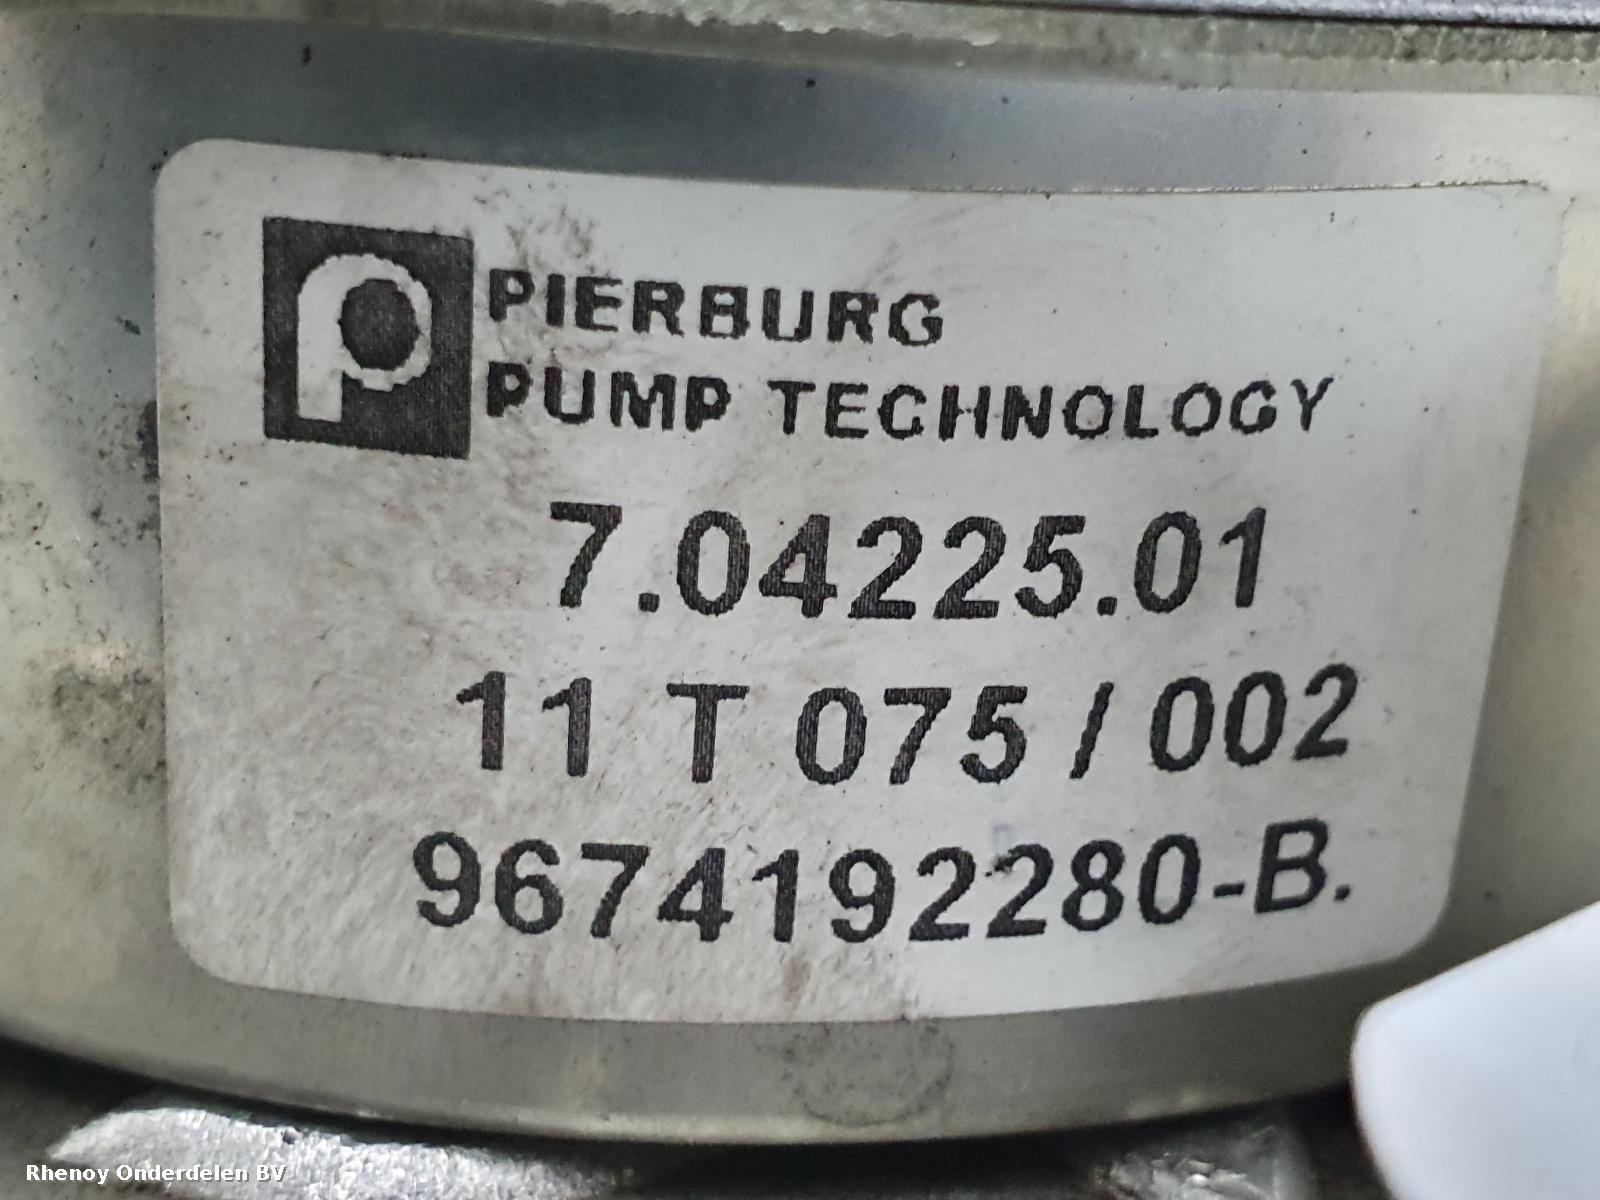 PIERBURG
PUMP TECHNOLOGY
7.04225.01
11 T 075 / 002
9674192280-B.
Rhenoy Onderdelen BV